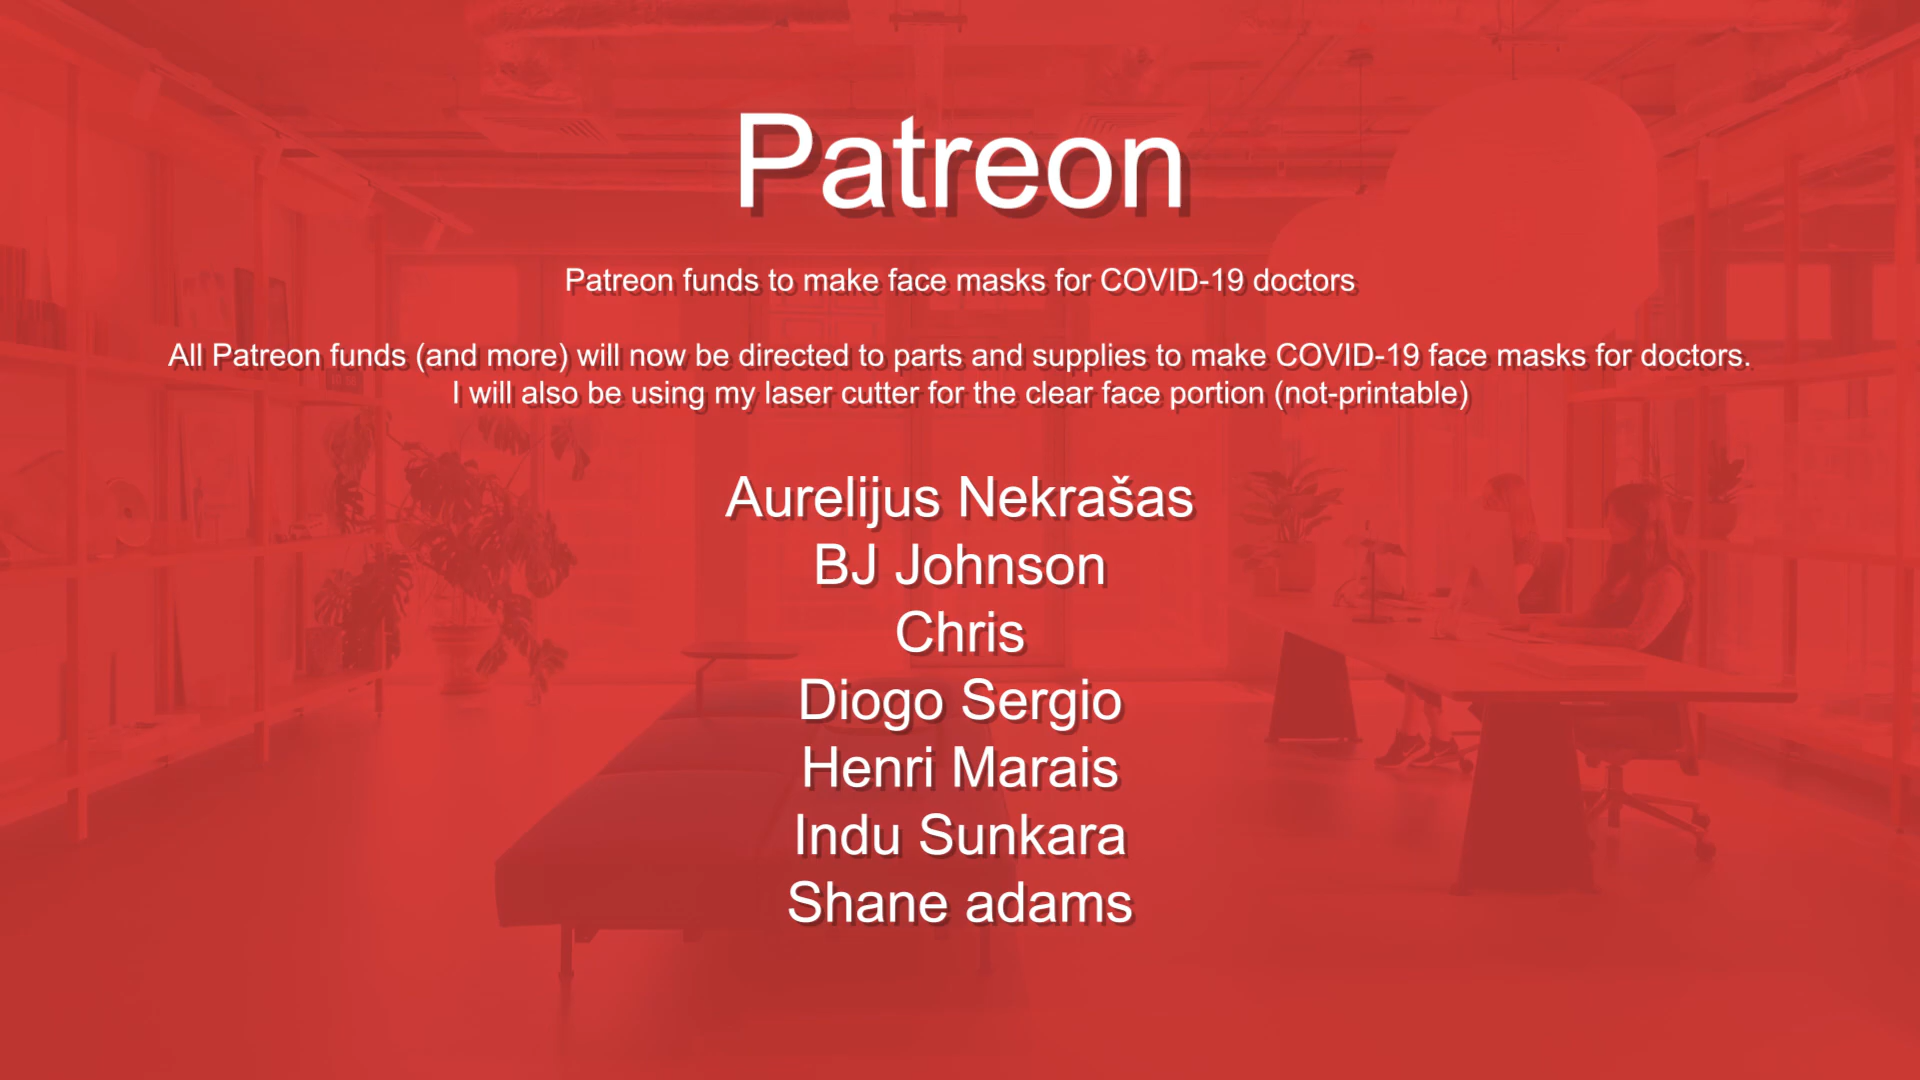 Patreon
Patreon funds to make face masks for COVID-19 doctors
All Patreon funds (and more) will now be directed to parts and supplies to make COVID-19 face masks for doctors.
I will also be using my laser cutter for the clear face portion (not-printable)
Aurelijus Nekrašas
BJ Johnson
Chris
Diogo Sergio
Henri Marais
Indu Sunkara
Shane adams